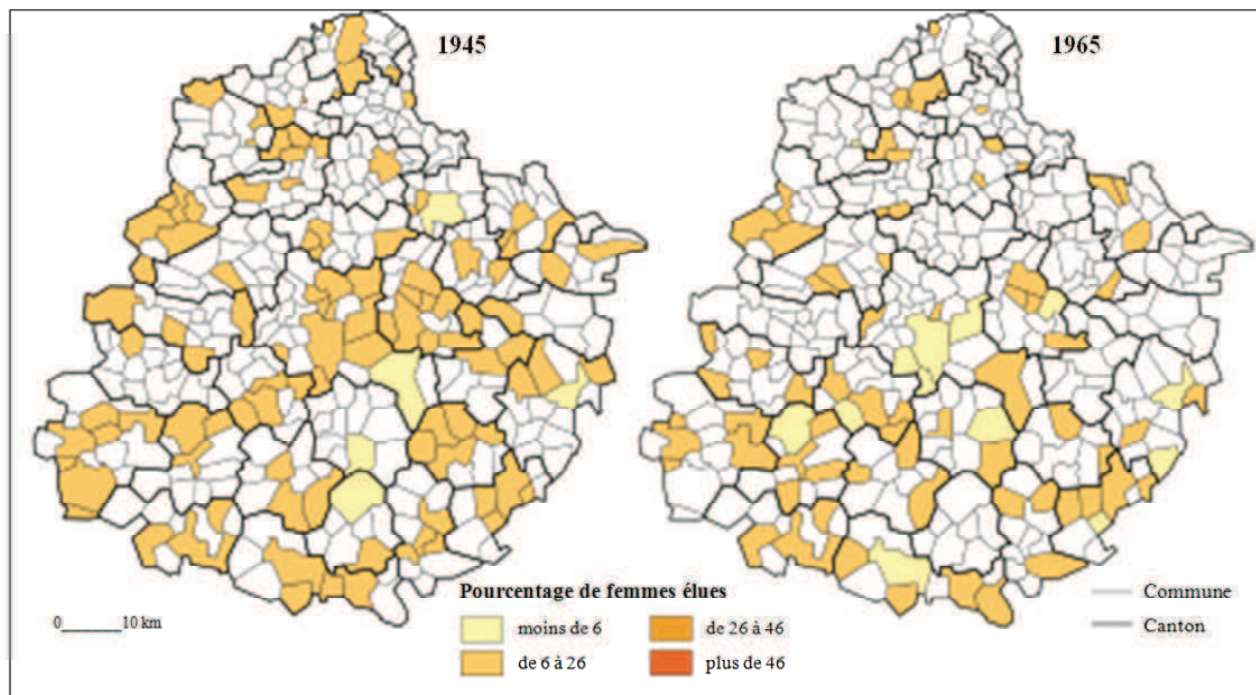 1945
1965
Pourcentage de femmes élues
moins de 6
de 26 à 46
de 6 à 26
plus de 46
Commune
Canton
0 10 km